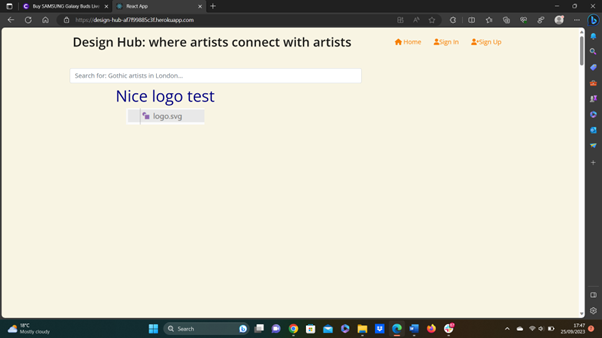 Buy SAMSUNG Galaxy Buds Live
React App
https://design-hub-af7f99885c3f.herokuapp.com
Design Hub: where artists connect with artists
Home
Sign In
Sign Up
Search for: Gothic artists in London...
Nice logo test
logo.svg
18°C
Mostly cloudy
Search
17:47
25/09/2023